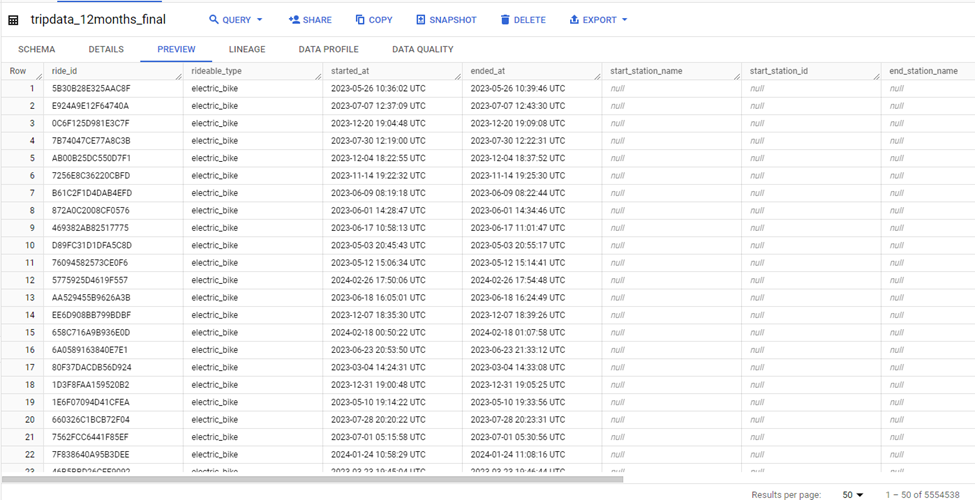 tripdata_12months_final QUERY SHARE COPY SNAPSHOT DELETE EXPORT
SCHEMA DETAILS PREVIEW LINEAGE DATA PROFILE DATA QUALITY
Row ride_id rideable_type started_at ended_at start_station_name start_station_id end_station_name
1 5B30B28E325AAC8F electric_bike 2023-05-26 10:36:02 UTC 2023-05-26 10:39:46 UTC null null null
2 E924A9E12F64740A electric_bike 2023-07-07 12:37:09 UTC 2023-07-07 12:43:30 UTC null null null
3 0C6F125D981E3C7F electric_bike 2023-12-20 19:04:48 UTC 2023-12-20 19:09:08 UTC null null null
4 7B74047CE77A8C3B electric_bike 2023-07-30 12:19:00 UTC 2023-07-30 12:22:31 UTC null null null
5 AB00B25DC550D7F1 electric_bike 2023-12-04 18:22:55 UTC 2023-12-04 18:37:52 UTC null null null
6 7256E8C36220CBFD electric_bike 2023-11-14 19:22:32 UTC 2023-11-14 19:25:30 UTC null null null
7 B61C2F1D4DAB4EFD electric_bike 2023-06-09 08:19:18 UTC 2023-06-09 08:22:44 UTC null null null
8 872A0C2008CF0576 electric_bike 2023-06-01 14:28:47 UTC 2023-06-01 14:34:46 UTC null null null
9 469382AB82517775 electric_bike 2023-06-17 10:58:13 UTC 2023-06-17 11:01:47 UTC null null null
10 D89FC31D1DFA5C8D electric_bike 2023-05-03 20:45:43 UTC 2023-05-03 20:55:17 UTC null null null
11 76094582573CE0F6 electric_bike 2023-05-12 15:06:34 UTC 2023-05-12 15:14:41 UTC null null null
12 5775925D4619F557 electric_bike 2024-02-26 17:50:06 UTC 2024-02-26 17:54:48 UTC null null null
13 AA529455B9626A3B electric_bike 2023-06-18 16:05:01 UTC 2023-06-18 16:24:49 UTC null null null
14 EE6D908BB799BDBF electric_bike 2023-12-07 18:35:30 UTC 2023-12-07 18:39:26 UTC null null null
15 658C716A9B936E0D electric_bike 2024-02-18 00:50:22 UTC 2024-02-18 01:07:58 UTC null null null
16 6A0589163840E7E1 electric_bike 2023-06-23 20:53:50 UTC 2023-06-23 21:33:12 UTC null null null
17 80F37DACDB56D924 electric_bike 2023-03-04 14:24:31 UTC 2023-03-04 14:33:08 UTC null null null
18 1D3F8FAA159520B2 electric_bike 2023-12-31 19:00:48 UTC 2023-12-31 19:05:25 UTC null null null
19 1E6F07094D41CFEA electric_bike 2023-05-10 19:14:22 UTC 2023-05-10 19:33:56 UTC null null null
20 660326C1BCB72F04 electric_bike 2023-07-28 20:20:22 UTC 2023-07-28 20:23:31 UTC null null null
21 7562FCC6441F85EF electric_bike 2023-07-01 05:15:58 UTC 2023-07-01 05:30:56 UTC null null null
22 7F838640A95B3DEE electric_bike 2024-01-24 10:58:29 UTC 2024-01-24 11:08:16 UTC null null null
23 electric_bike null null null
Results per page: 50 1 – 50 of 5554538